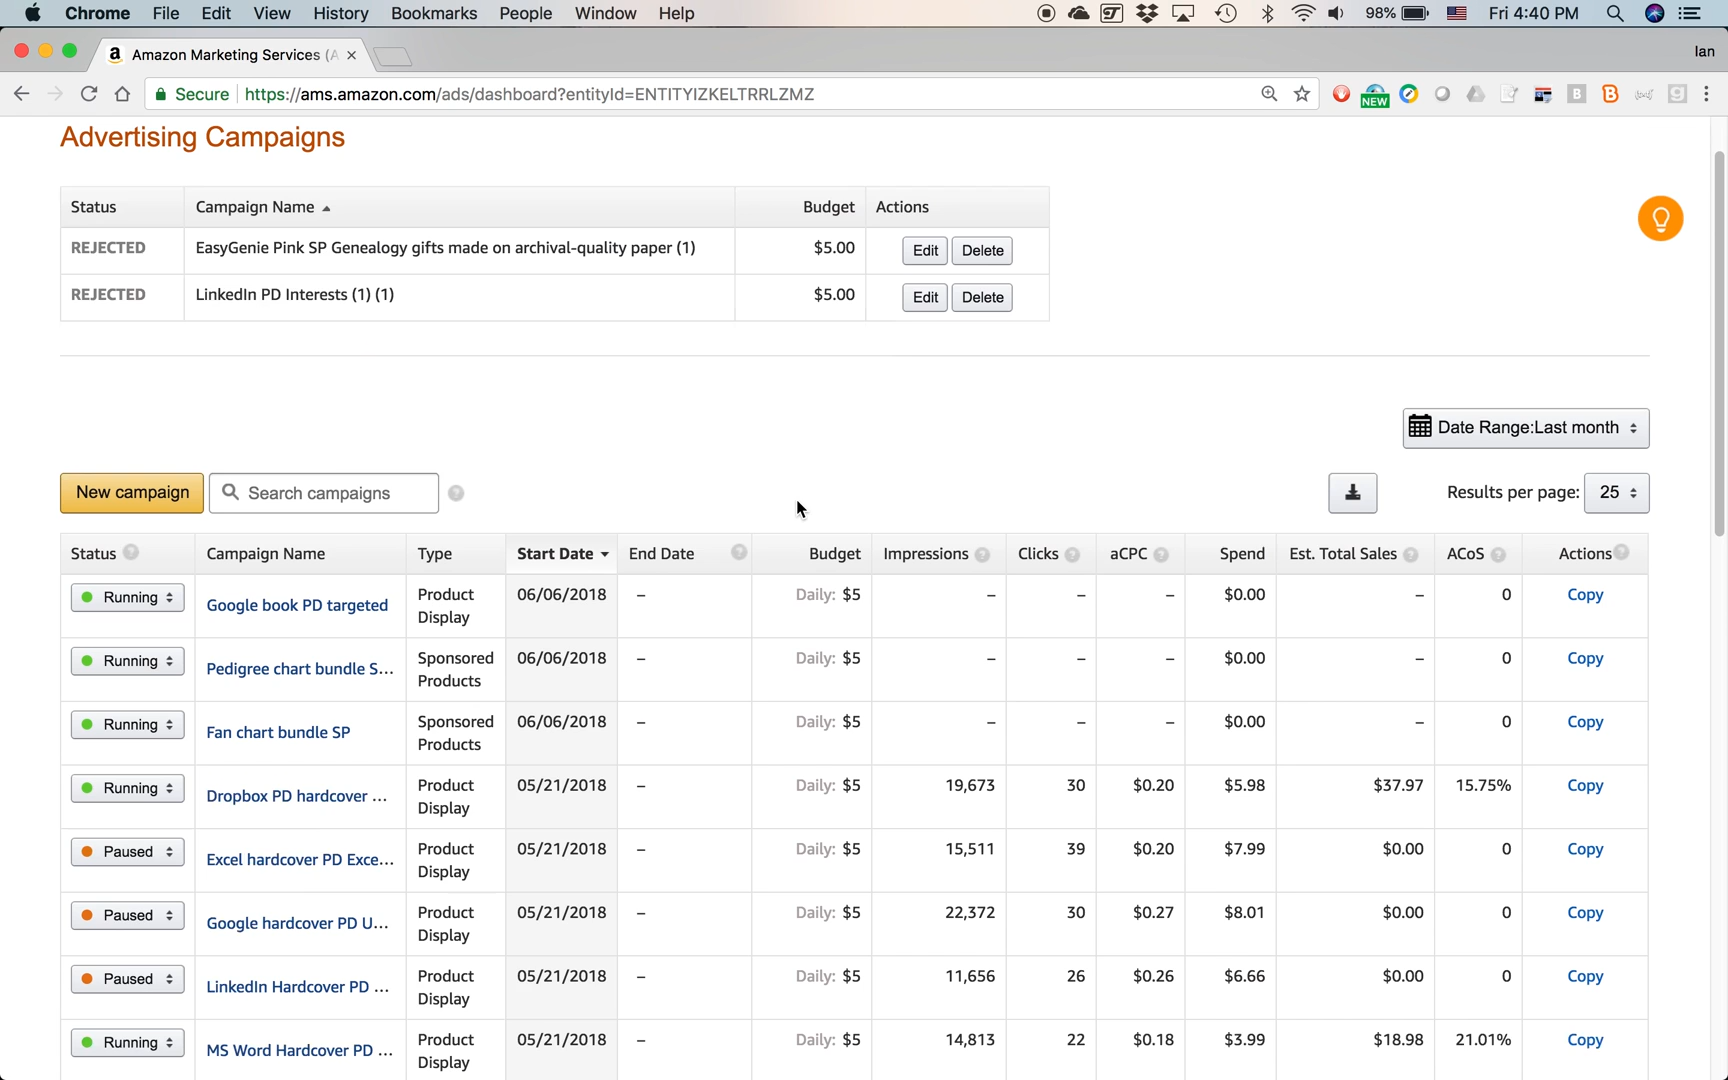 Chrome File Edit View History Bookmarks People Window Help 98% Fri 4:40 PM
a Amazon Marketing Services (A Ian
Secure https://ams.amazon.com/ads/dashboard?entityId=ENTITYIZKELTRRLZMZ NEW
Advertising Campaigns
Status Campaign Name Budget Actions
REJECTED EasyGenie Pink SP Genealogy gifts made on archival-quality paper (1) $5.00 Edit Delete
REJECTED LinkedIn PD Interests (1) (1) $5.00 Edit Delete
Date Range:Last month
New campaign Search campaigns ? Results per page: 25
Status ? Campaign Name Type Start Date End Date ? Budget Impressions ? Clicks ? aCPC ? Spend Est. Total Sales ? ACoS ? Actions ?
Running Google book PD targeted Product Display 06/06/2018 – Daily: $5 – – – $0.00 – 0 Copy
Running Pedigree chart bundle S... Sponsored Products 06/06/2018 – Daily: $5 – – – $0.00 – 0 Copy
Running Fan chart bundle SP Sponsored Products 06/06/2018 – Daily: $5 – – – $0.00 – 0 Copy
Running Dropbox PD hardcover ... Product Display 05/21/2018 – Daily: $5 19,673 30 $0.20 $5.98 $37.97 15.75% Copy
Paused Excel hardcover PD Exce... Product Display 05/21/2018 – Daily: $5 15,511 39 $0.20 $7.99 $0.00 0 Copy
Paused Google hardcover PD U... Product Display 05/21/2018 – Daily: $5 22,372 30 $0.27 $8.01 $0.00 0 Copy
Paused LinkedIn Hardcover PD ... Product Display 05/21/2018 – Daily: $5 11,656 26 $0.26 $6.66 $0.00 0 Copy
Running MS Word Hardcover PD ... Product Display 05/21/2018 – Daily: $5 14,813 22 $0.18 $3.99 $18.98 21.01% Copy